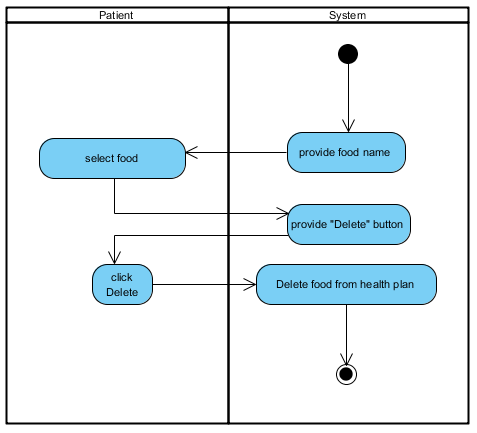 Patient
System
provide food name
select food
provide "Delete" button
click
Delete
Delete food from health plan